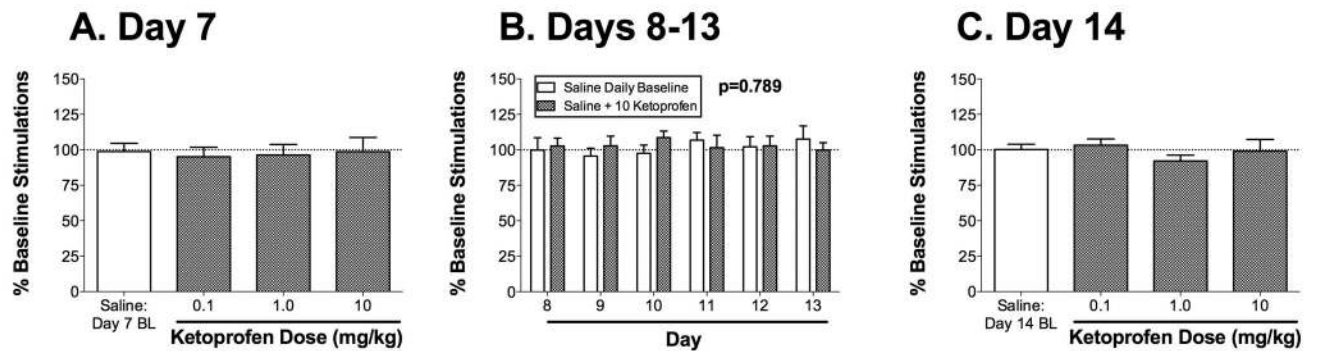 A. Day 7
% Baseline Stimulations
150
125
100
75
50
25
0
Saline:
Day 7 BL
0.1
1.0
10
Ketoprofen Dose (mg/kg)
B. Days 8-13
% Baseline Stimulations
150
125
100
75
50
25
0
Saline Daily Baseline
Saline + 10 Ketoprofen
p=0.789
8
9
10
11
12
13
Day
C. Day 14
% Baseline Stimulations
150
125
100
75
50
25
0
Saline:
Day 14 BL
0.1
1.0
10
Ketoprofen Dose (mg/kg)